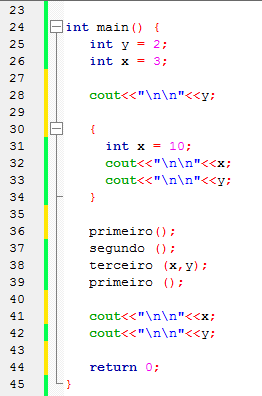 23
24 int main() {
25 int y = 2;
26 int x = 3;
27
28 cout<<"\n\n"<<y;
29
30 {
31 int x = 10;
32 cout<<"\n\n"<<x;
33 cout<<"\n\n"<<y;
34 }
35
36 primeiro();
37 segundo ();
38 terceiro (x,y);
39 primeiro ();
40
41 cout<<"\n\n"<<x;
42 cout<<"\n\n"<<y;
43
44 return 0;
45 }